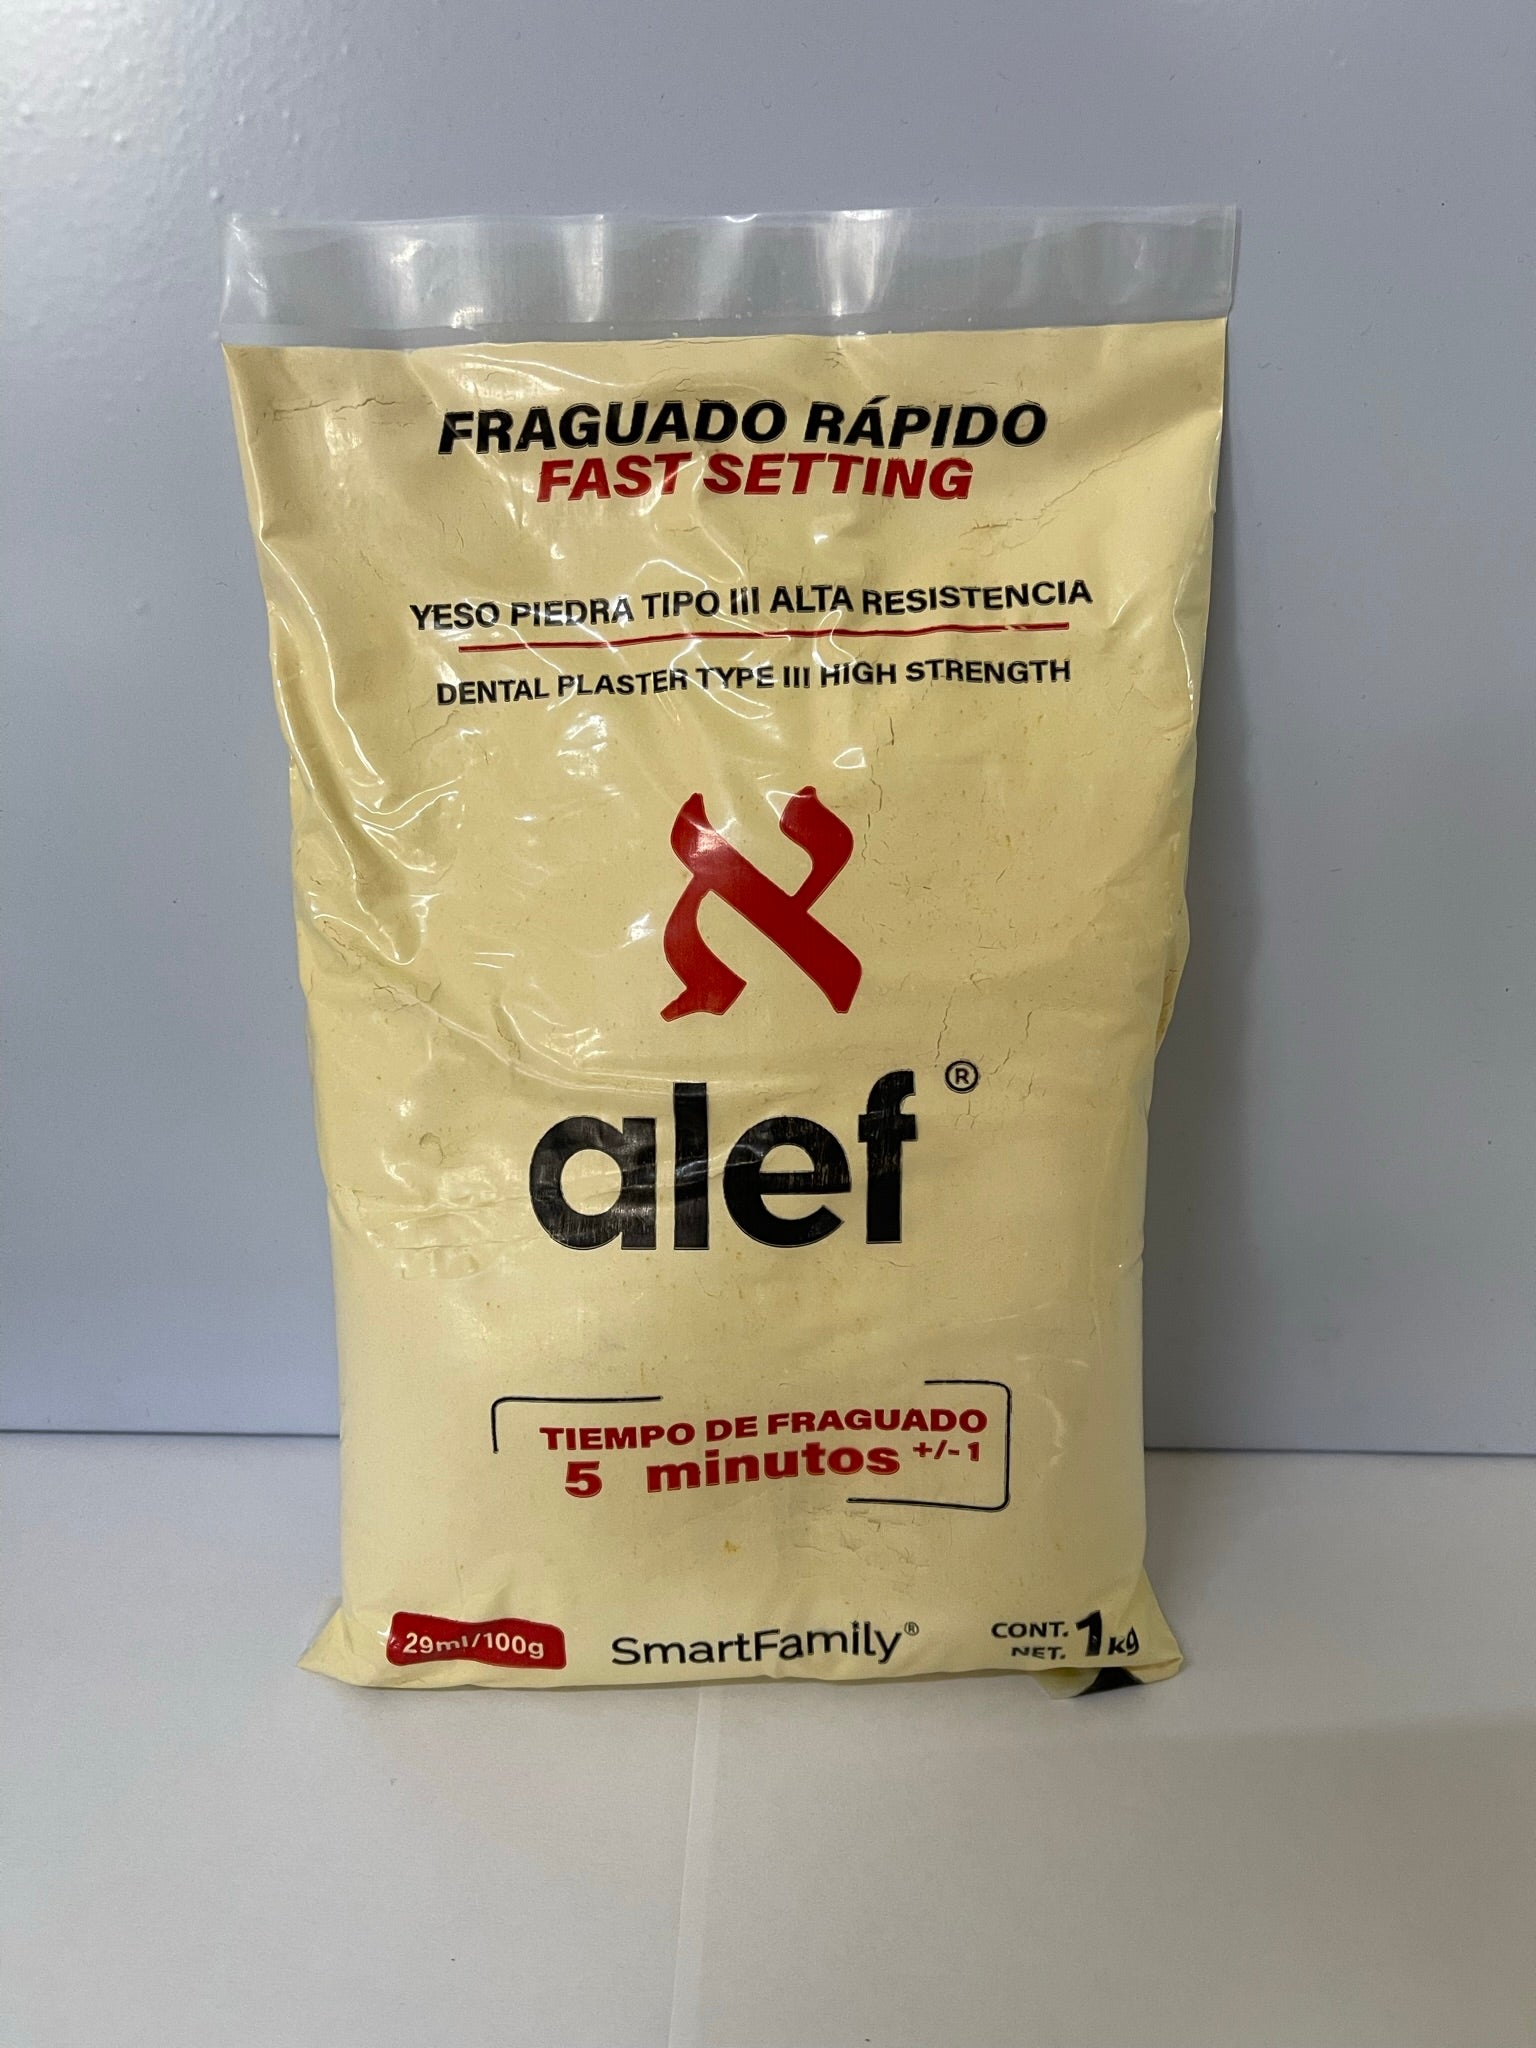 FRAGUADO RÁPIDO
FAST SETTING
YESO PIEDRA TIPO III ALTA RESISTENCIA
DENTAL PLASTER TYPE III HIGH STRENGTH
א
alef ®
TIEMPO DE FRAGUADO
5 minutos +/- 1
29ml/100g
SmartFamily®
CONT.
NET. 1kg